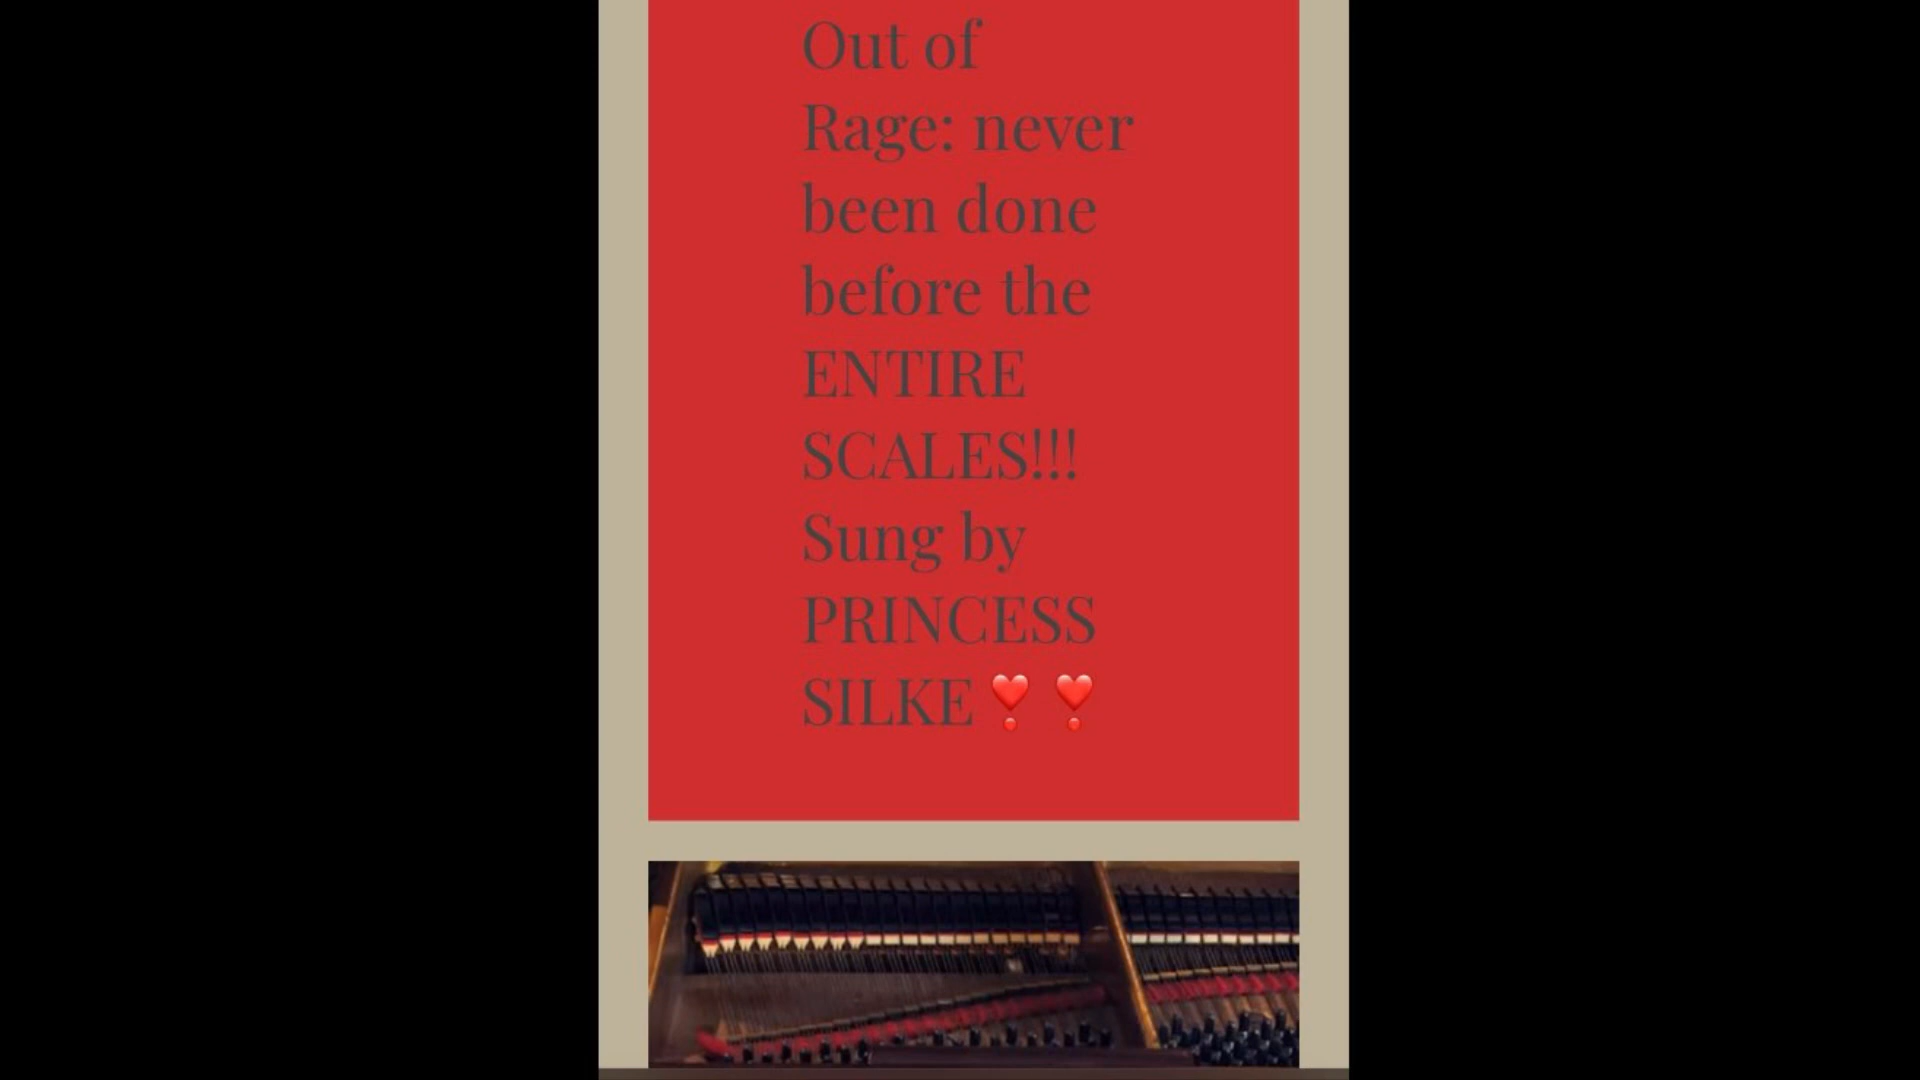 Out of
Rage: never
been done
before the
ENTIRE
SCALES!!!
Sung by
PRINCESS
SILKE❣️❣️